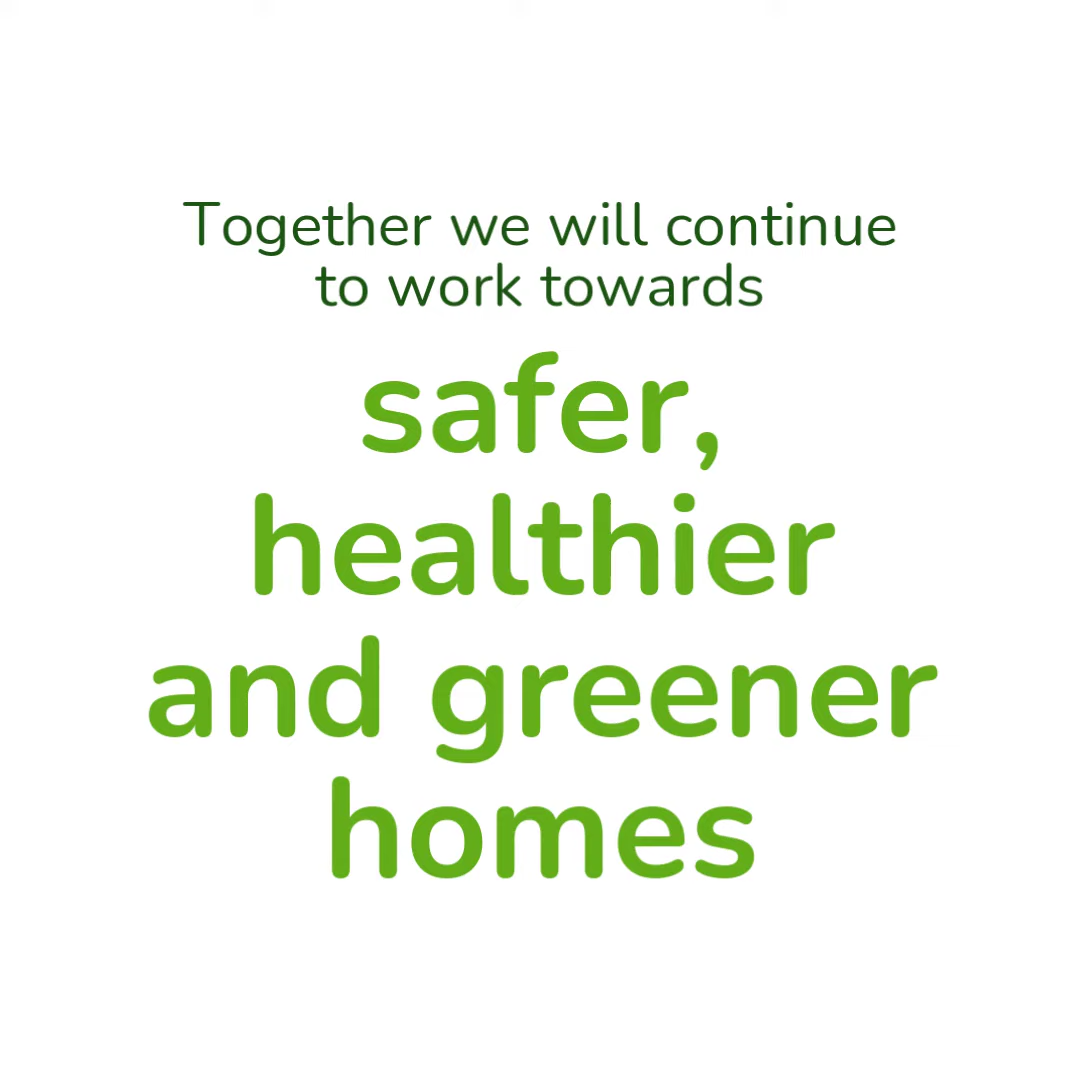 Together we will continue
to work towards
safer,
healthier
and greener
homes